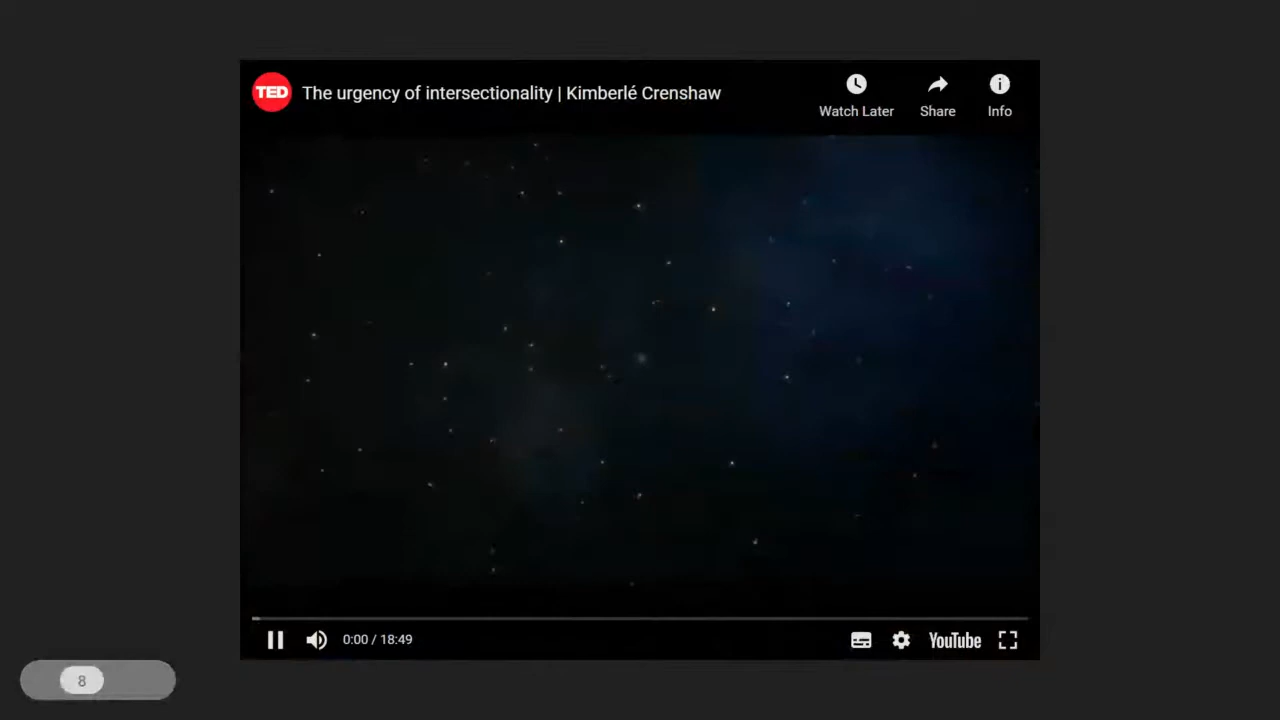 TED
The urgency of intersectionality | Kimberlé Crenshaw
Watch Later
Share
Info
0:00 / 18:49
YouTube
8